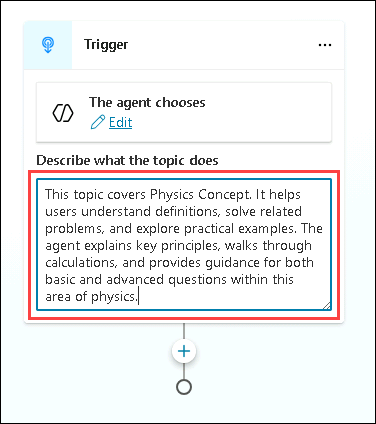 Trigger
The agent chooses
Edit
Describe what the topic does
This topic covers Physics Concept. It helps
users understand definitions, solve related
problems, and explore practical examples. The
agent explains key principles, walks through
calculations, and provides guidance for both
basic and advanced questions within this
area of physics.